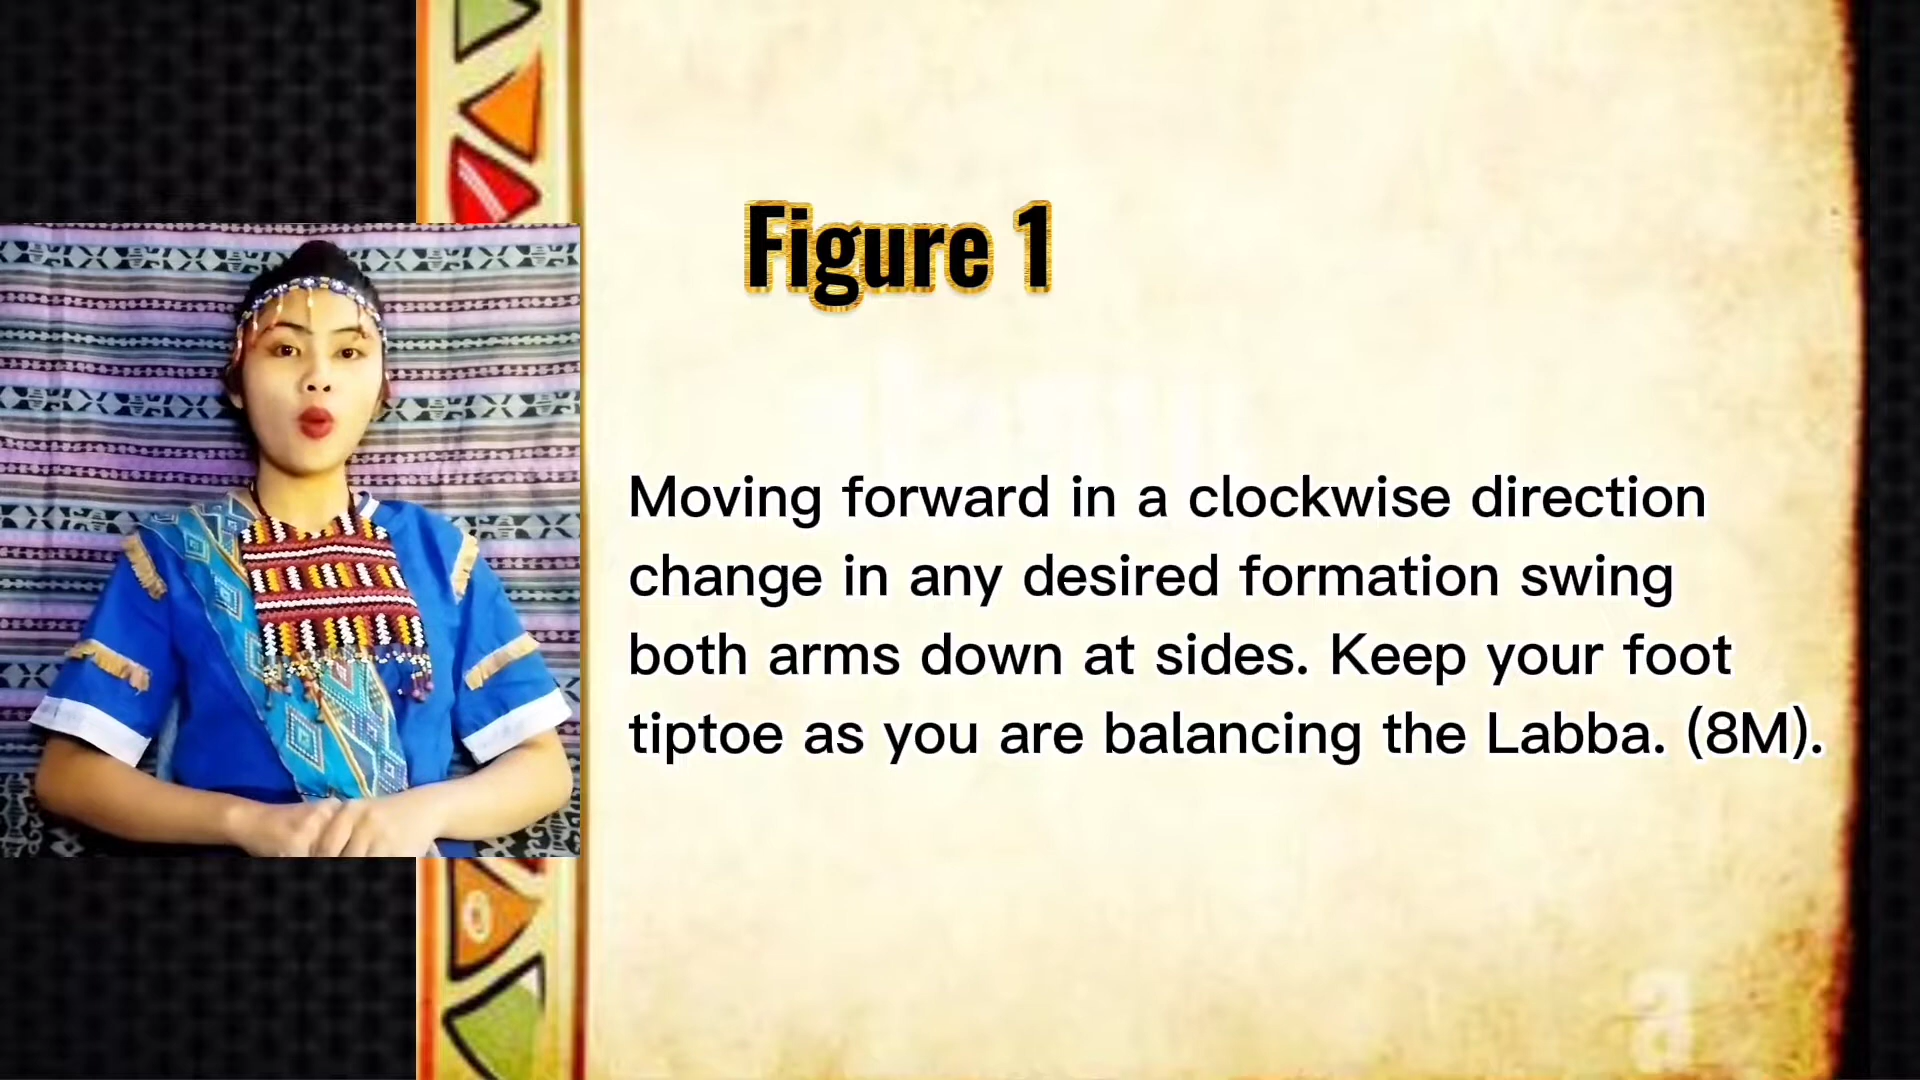 Figure 1
Moving forward in a clockwise direction
change in any desired formation swing
both arms down at sides. Keep your foot
tiptoe as you are balancing the Labba. (8M).
a